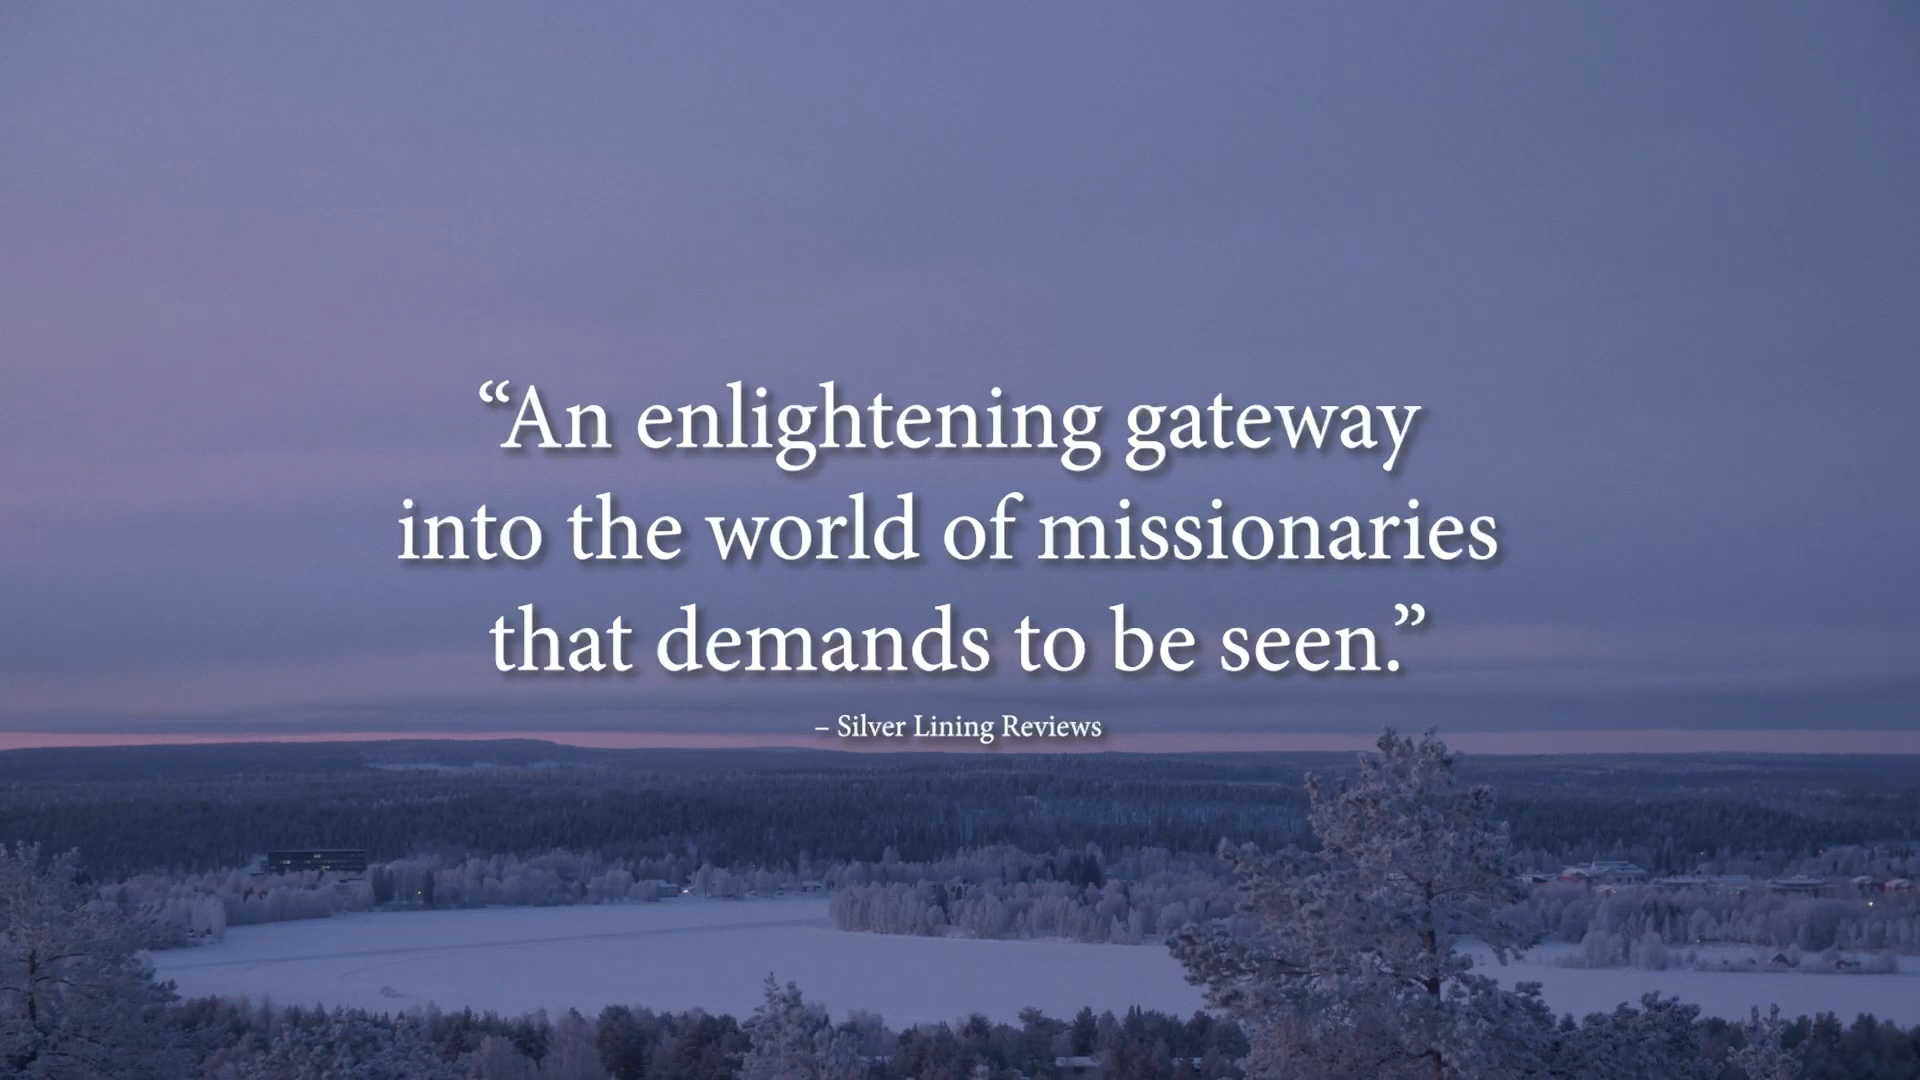 “An enlightening gateway
into the world of missionaries
that demands to be seen.”
– Silver Lining Reviews